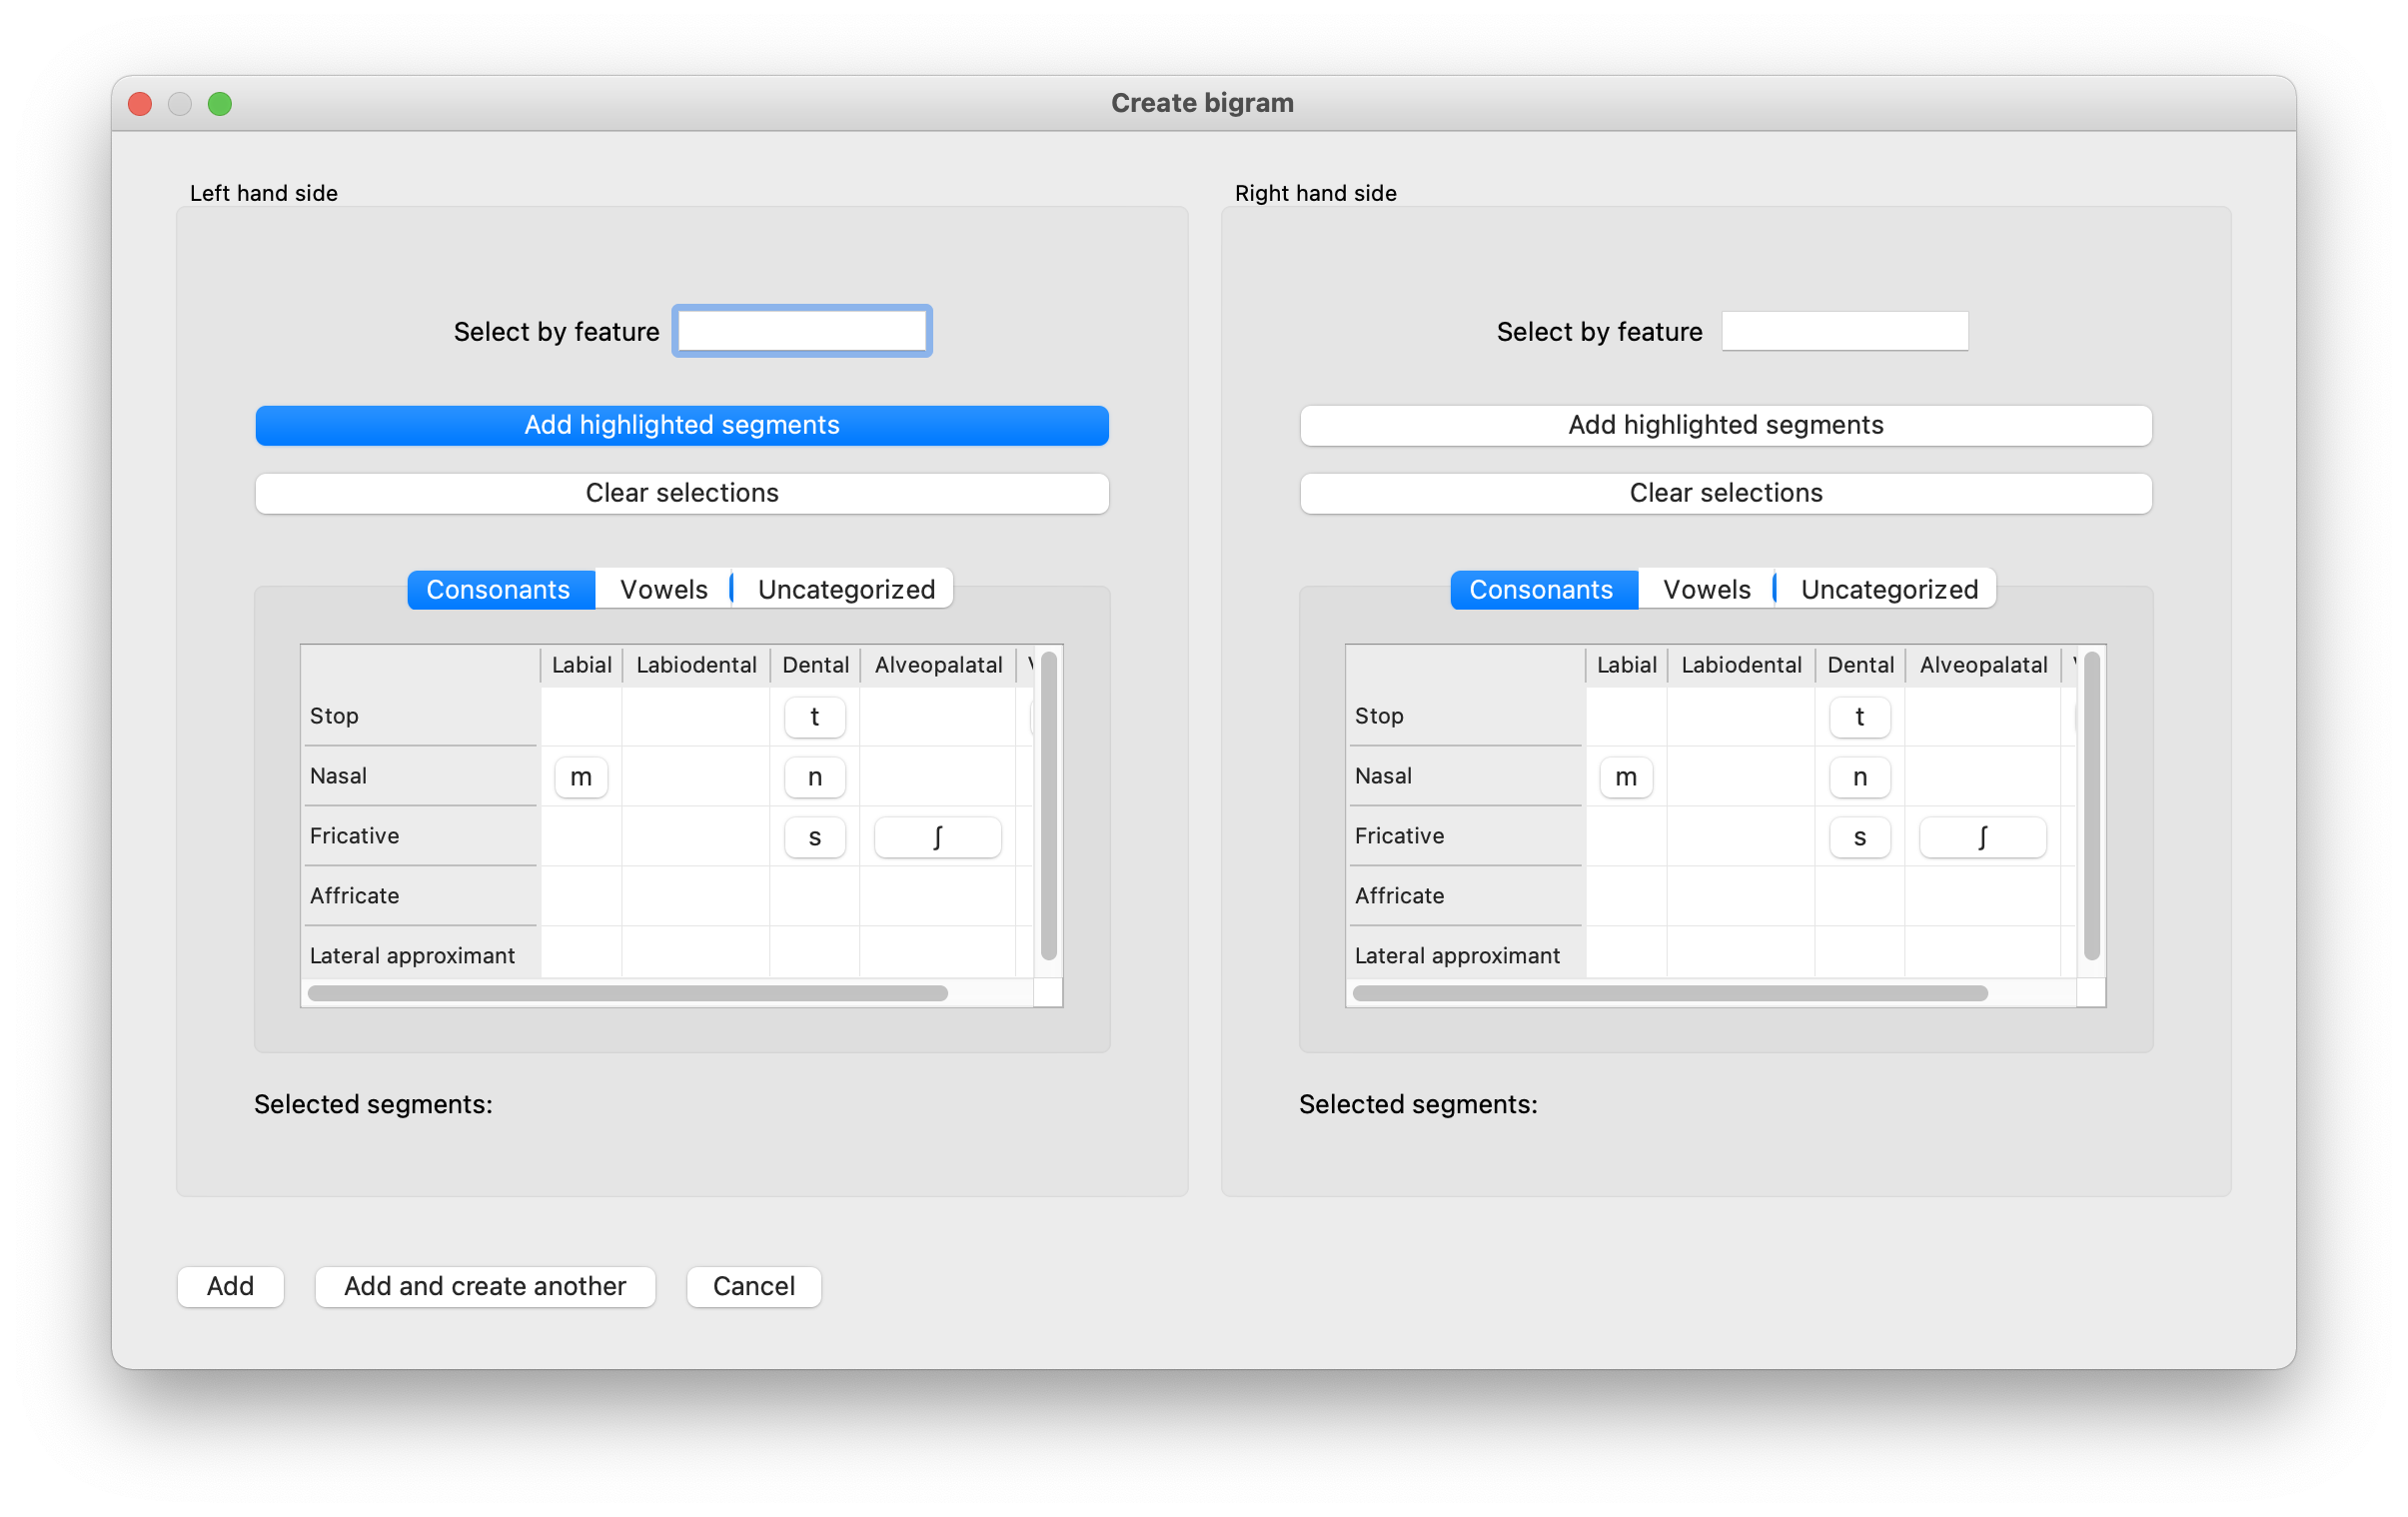 Create bigram
Left hand side
Select by feature
Add highlighted segments
Clear selections
Consonants Vowels Uncategorized
Labial Labiodental Dental Alveopalatal
Stop t
Nasal m n
Fricative s ʃ
Affricate
Lateral approximant
Selected segments:
Right hand side
Select by feature
Add highlighted segments
Clear selections
Consonants Vowels Uncategorized
Labial Labiodental Dental Alveopalatal
Stop t
Nasal m n
Fricative s ʃ
Affricate
Lateral approximant
Selected segments:
Add Add and create another Cancel